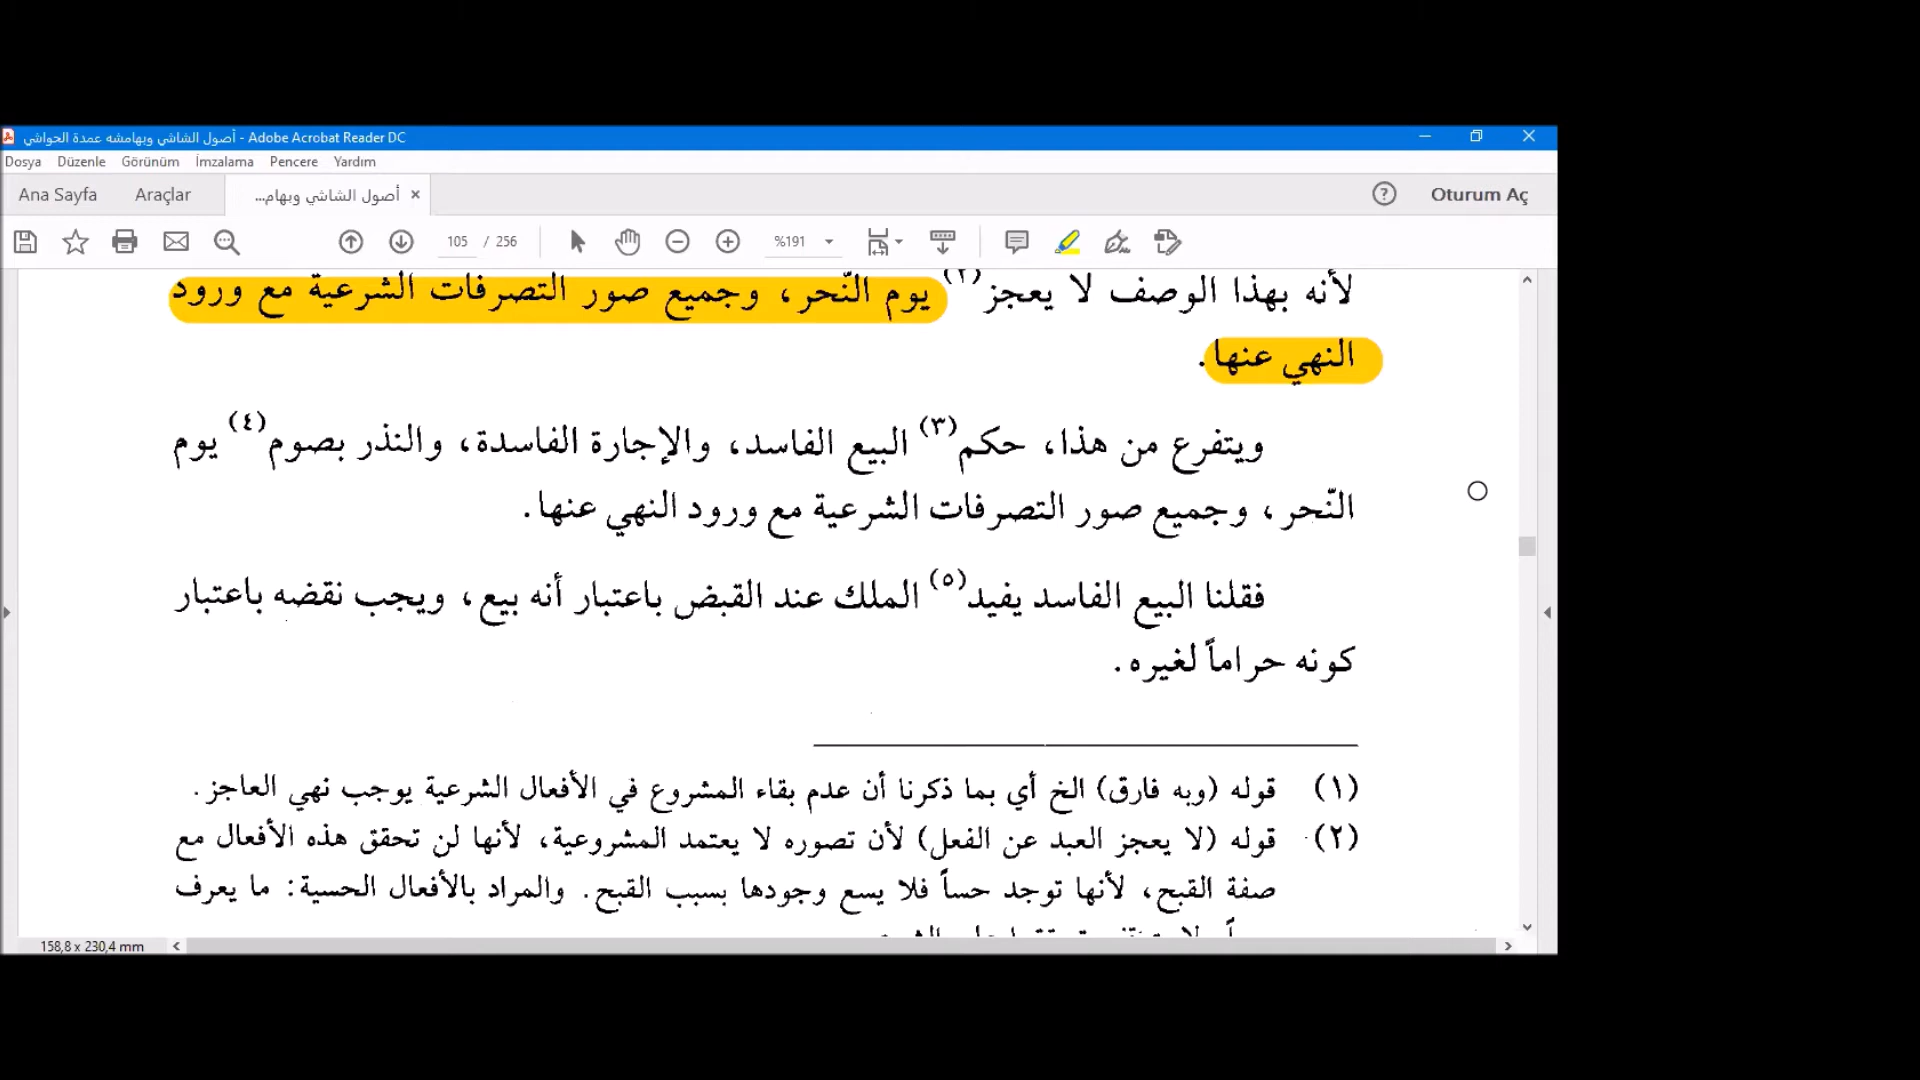 أصول الشاشي وبهامشه عمدة الحواشي - Adobe Acrobat Reader DC
Dosya Düzenle Görünüm İmzalama Pencere Yardım
Ana Sayfa Araçlar أصول الشاشي وبهام... × Oturum Aç
105 / 256 %191
لأنه بهذا الوصف لا يعجز(٢) يوم النّحر، وجميع صور التصرفات الشرعية مع ورود
النهي عنها.
ويتفرع من هذا، حكم(٣) البيع الفاسد، والإجارة الفاسدة، والنذر بصوم(٤) يوم
النّحر، وجميع صور التصرفات الشرعية مع ورود النهي عنها.
فقلنا البيع الفاسد يفيد(٥) الملك عند القبض باعتبار أنه بيع، ويجب نقضه باعتبار
كونه حراماً لغيره.
(١) قوله (وبه فارق) الخ أي بما ذكرنا أن عدم بقاء المشروع في الأفعال الشرعية يوجب نهي العاجز.
(٢) قوله (لا يعجز العبد عن الفعل) لأن تصوره لا يعتمد المشروعية، لأنها لن تحقق هذه الأفعال مع
صفة القبح، لأنها توجد حساً فلا يسع وجودها بسبب القبح. والمراد بالأفعال الحسية: ما يعرف
158,8 x 230,4 mm